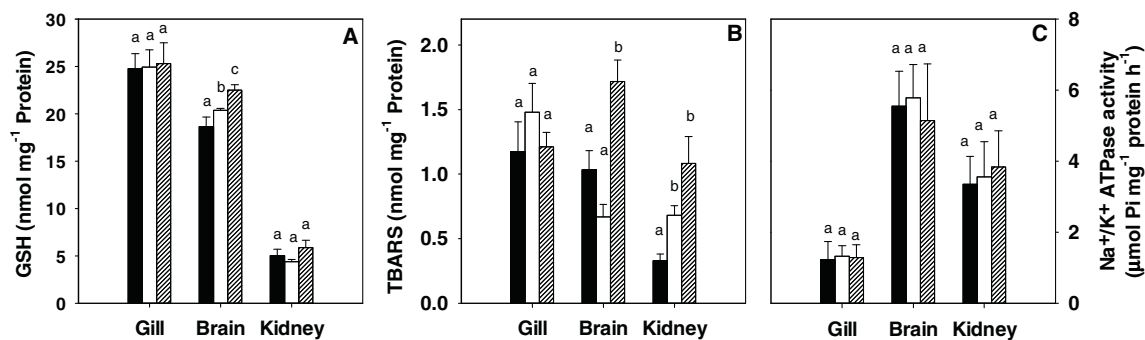 GSH (nmol mg⁻¹ Protein)
30
25
20
15
10
5
0
A
a a a
a b c
a a a
Gill Brain Kidney
TBARS (nmol mg⁻¹ Protein)
2.0
1.5
1.0
0.5
0.0
B
a a a
a a b
a b b
Gill Brain Kidney
C
a a a
a a a
a a a
Gill Brain Kidney
8
6
4
2
0
Na⁺/K⁺ ATPase activity
(µmol Pi mg⁻¹ protein h⁻¹)